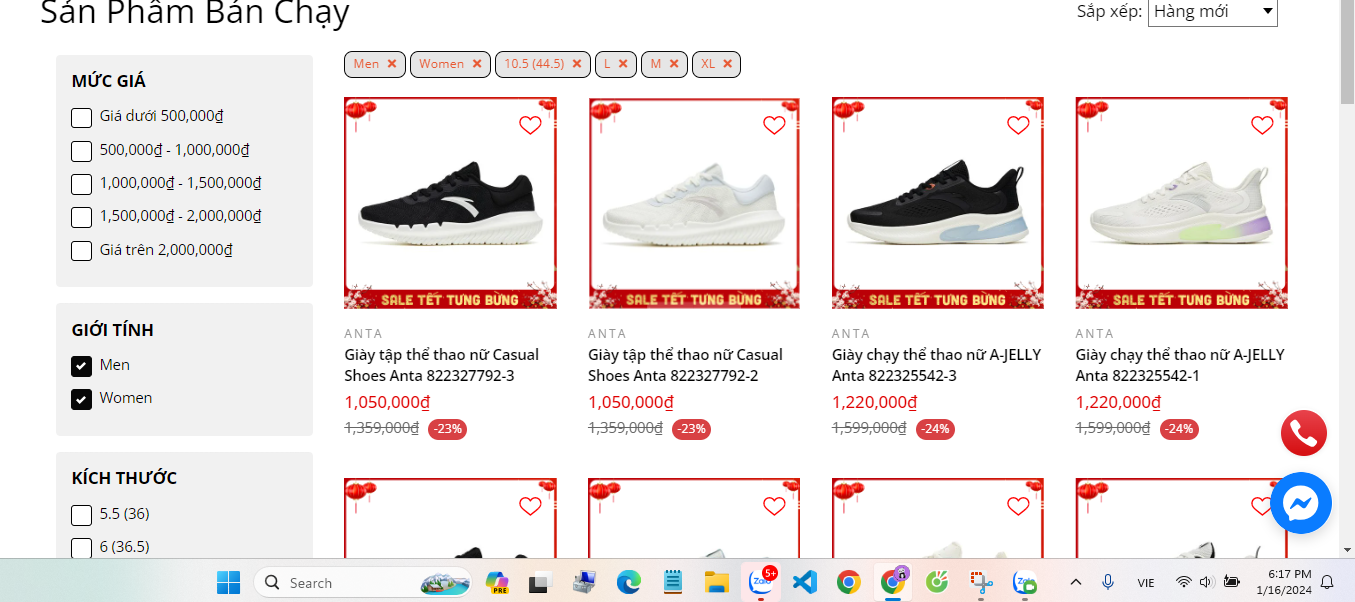 Sản Phẩm Bán Chạy
Sắp xếp: Hàng mới
MỨC GIÁ
Giá dưới 500,000₫
500,000₫ - 1,000,000₫
1,000,000₫ - 1,500,000₫
1,500,000₫ - 2,000,000₫
Giá trên 2,000,000₫
GIỚI TÍNH
Men
Women
KÍCH THƯỚC
5.5 (36)
6 (36.5)
Men Women 10.5 (44.5) L M XL
SALE TẾT TƯNG BỪNG
ANTA
Giày tập thể thao nữ Casual
Shoes Anta 822327792-3
1,050,000₫
1,359,000₫ -23%
SALE TẾT TƯNG BỪNG
ANTA
Giày tập thể thao nữ Casual
Shoes Anta 822327792-2
1,050,000₫
1,359,000₫ -23%
SALE TẾT TƯNG BỪNG
ANTA
Giày chạy thể thao nữ A-JELLY
Anta 822325542-3
1,220,000₫
1,599,000₫ -24%
SALE TẾT TƯNG BỪNG
ANTA
Giày chạy thể thao nữ A-JELLY
Anta 822325542-1
1,220,000₫
1,599,000₫ -24%
Search
PRE
Zalo
5+
Zalo
VIE
6:17 PM
1/16/2024